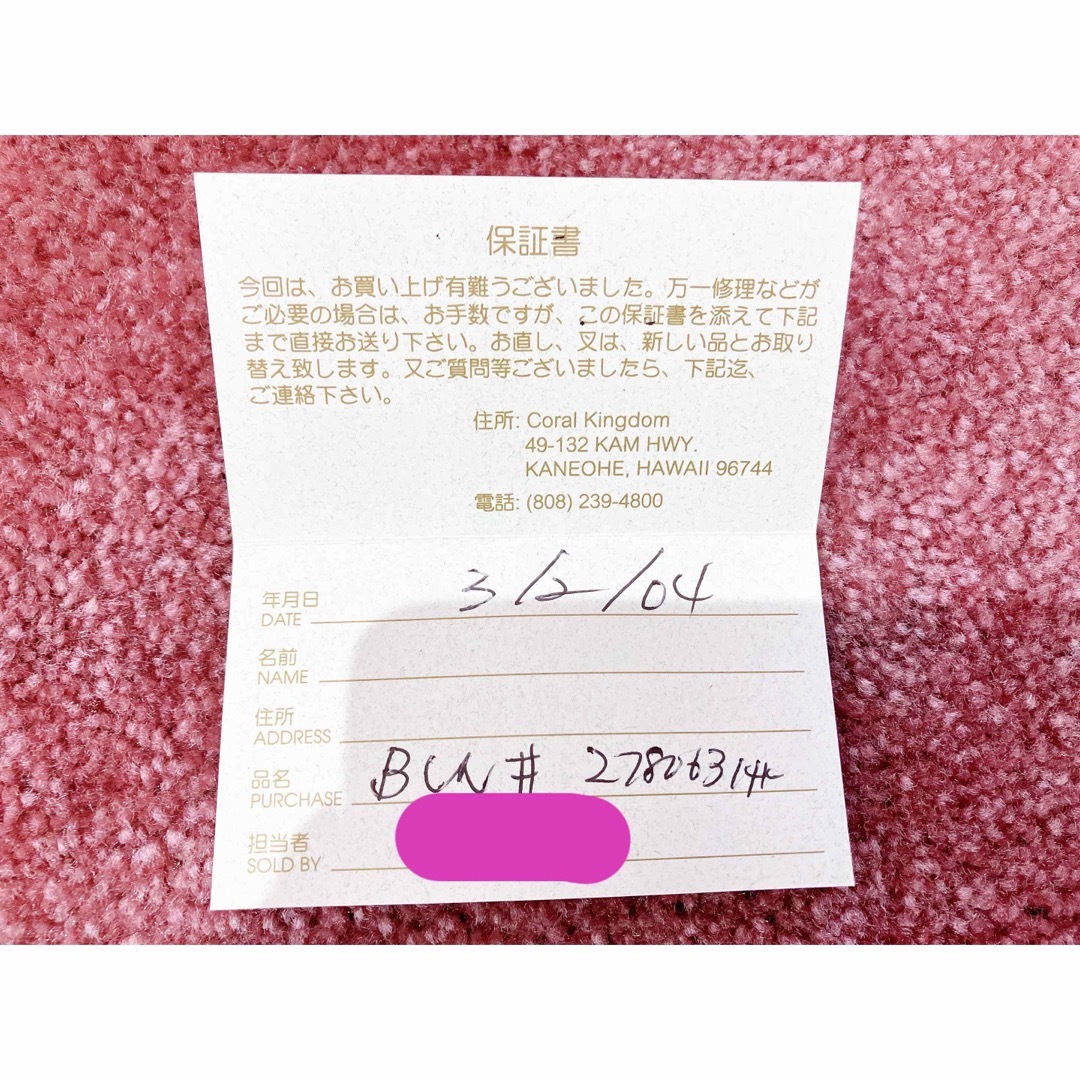 保証書
今回は、お買い上げ有難うございました。万一修理などが
ご必要の場合は、お手数ですが、この保証書を添えて下記
まで直接お送り下さい。お直し、又は、新しい品とお取り
替え致します。又ご質問等ございましたら、下記迄、
ご連絡下さい。
住所: Coral Kingdom
49-132 KAM HWY.
KANEOHE, HAWAII 96744
電話: (808) 239-4800
年月日
DATE 3/2/04
名前
NAME
住所
ADDRESS
品名
PURCHASE #
担当者
SOLD BY